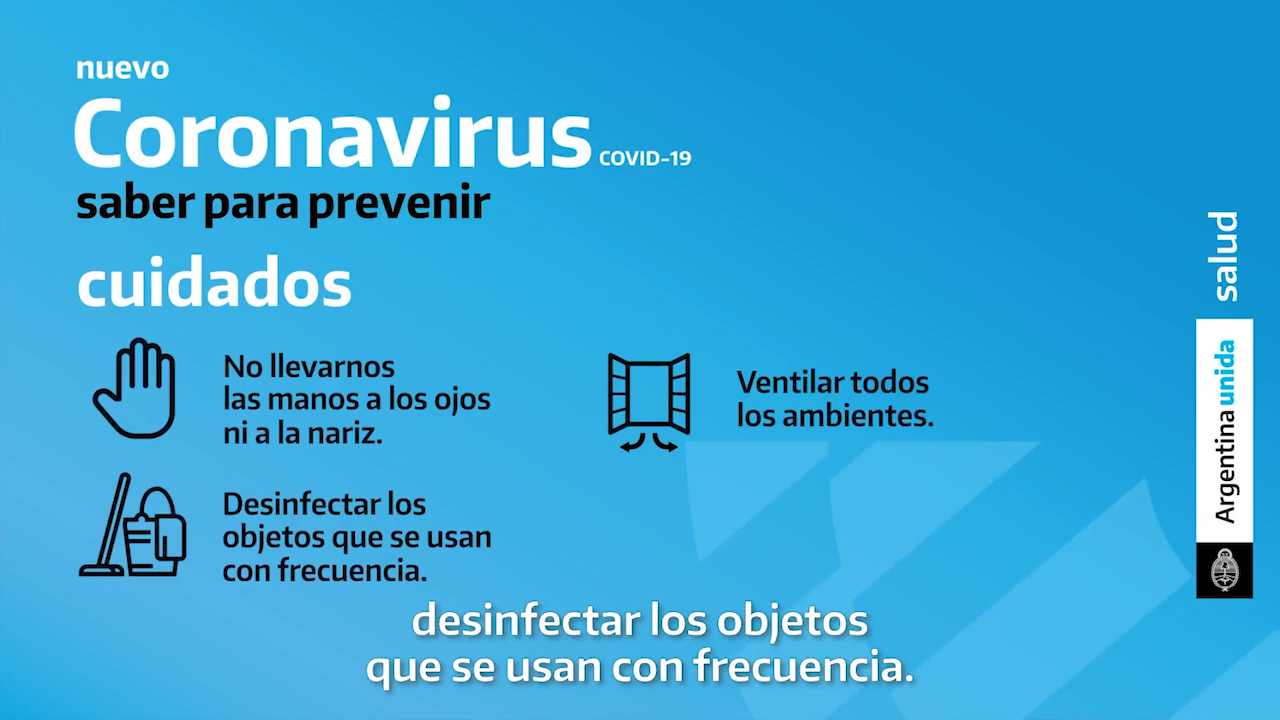 nuevo
Coronavirus COVID-19
saber para prevenir
cuidados
No llevarnos
las manos a los ojos
ni a la nariz.
Desinfectar los
objetos que se usan
con frecuencia.
Ventilar todos
los ambientes.
desinfectar los objetos
que se usan con frecuencia.
salud
Argentina unida